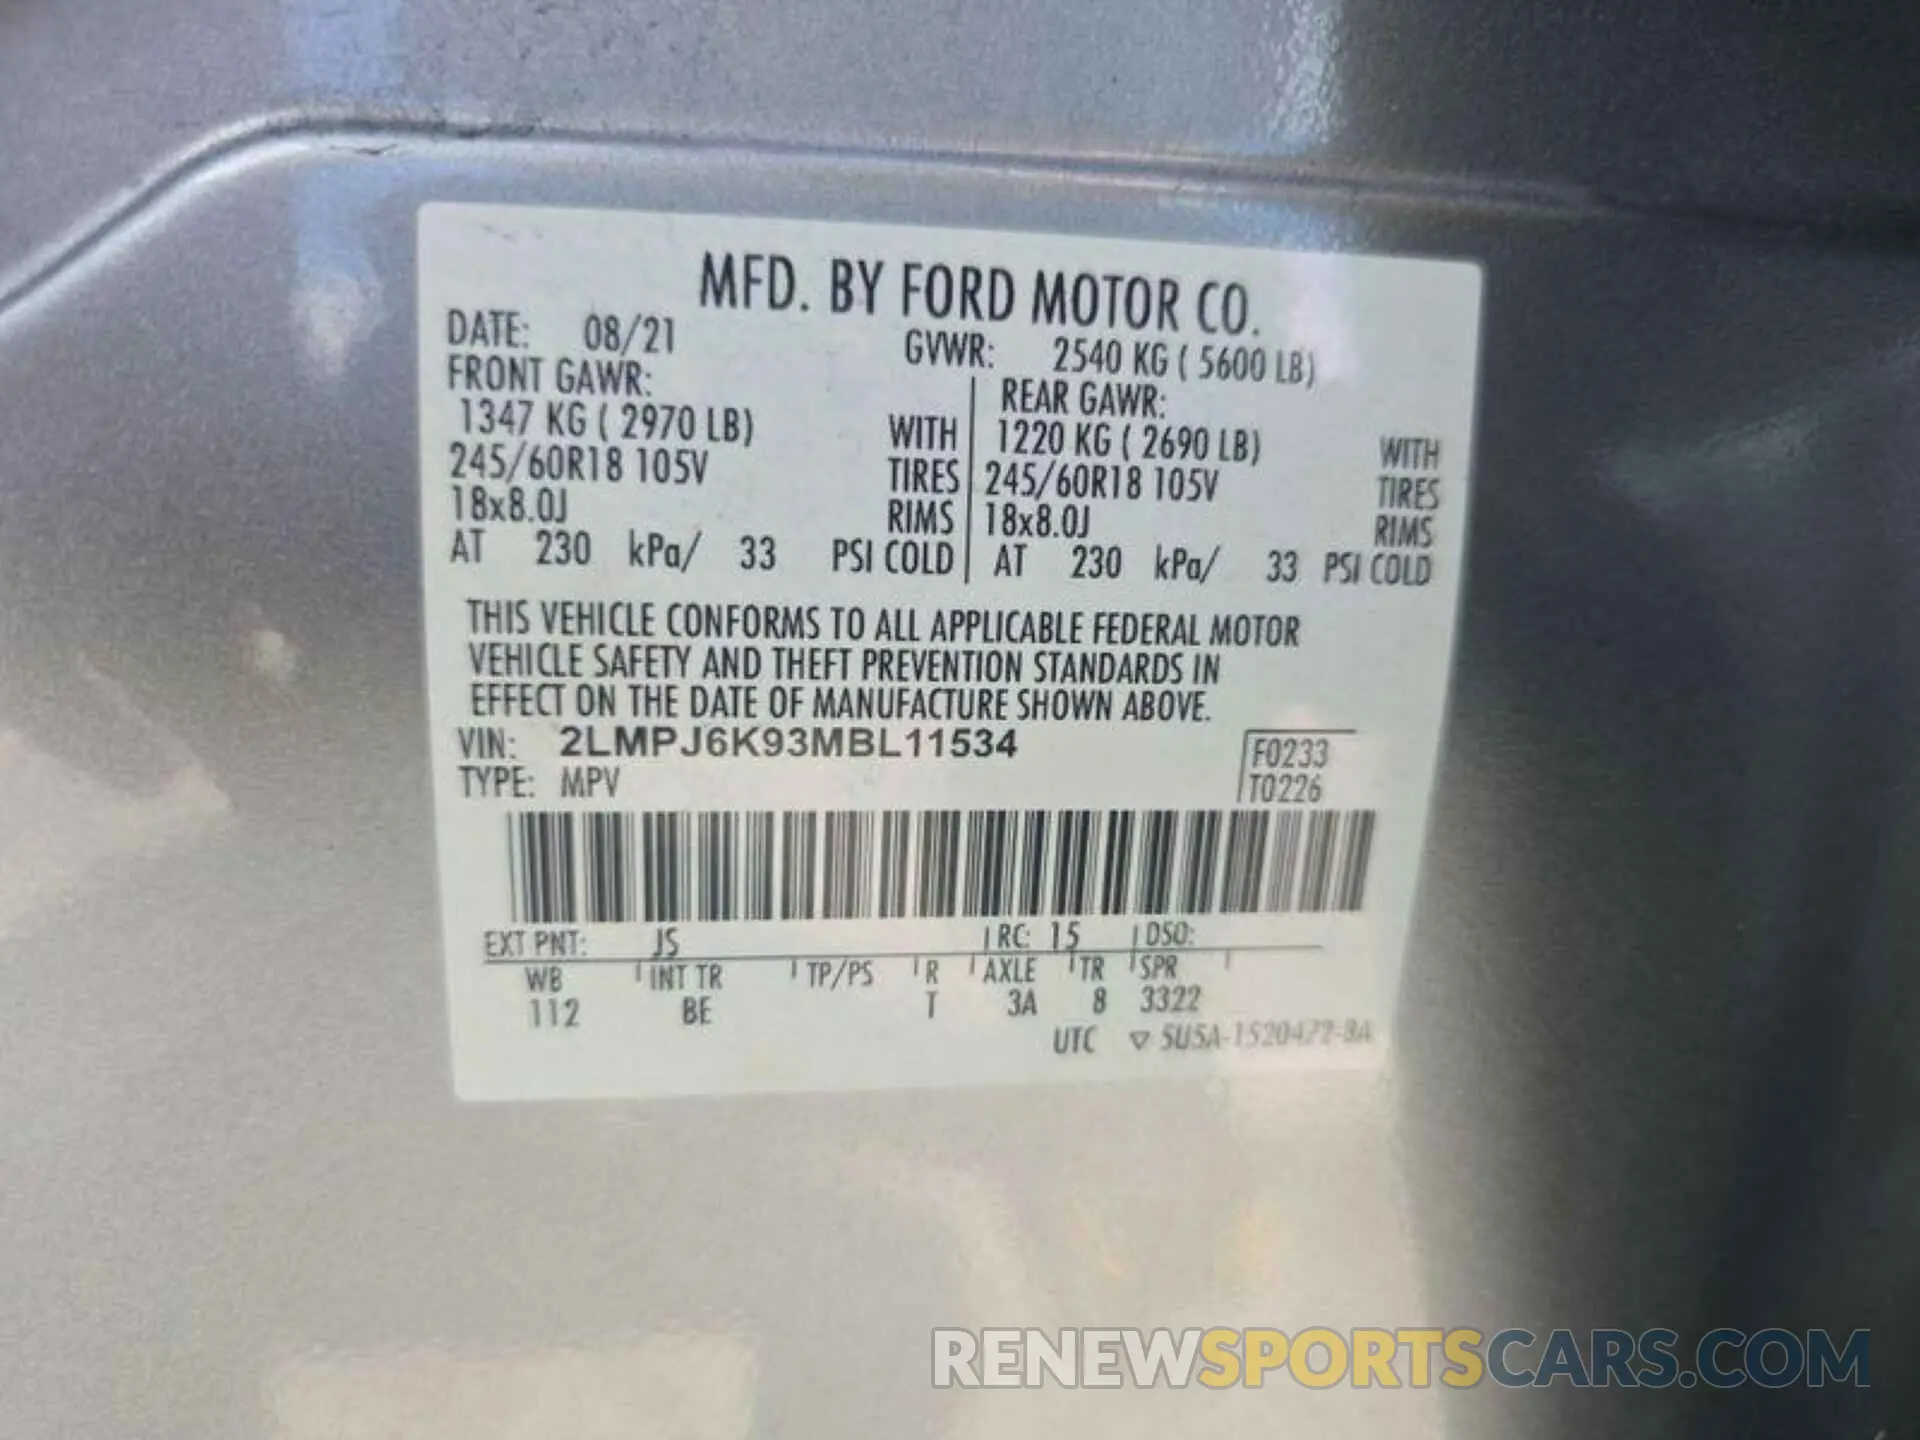 MFD. BY FORD MOTOR CO.
DATE: 08/21 GVWR: 2540 KG ( 5600 LB)
FRONT GAWR: REAR GAWR:
1347 KG ( 2970 LB) WITH 1220 KG ( 2690 LB) WITH
245/60R18 105V TIRES 245/60R18 105V TIRES
18x8.0J RIMS 18x8.0J RIMS
AT 230 kPa/ 33 PSI COLD AT 230 kPa/ 33 PSI COLD
THIS VEHICLE CONFORMS TO ALL APPLICABLE FEDERAL MOTOR
VEHICLE SAFETY AND THEFT PREVENTION STANDARDS IN
EFFECT ON THE DATE OF MANUFACTURE SHOWN ABOVE.
VIN: 2LMPJ6K93MBL11534 F0233
TYPE: MPV T0226
EXT PNT: JS RC: 15 DSO:
WB INT TR TP/PS R AXLE TR SPR
112 BE T 3A 8 3322
UTC ▽ 5U5A-1520472-BA
RENEWSPORTSCARS.COM